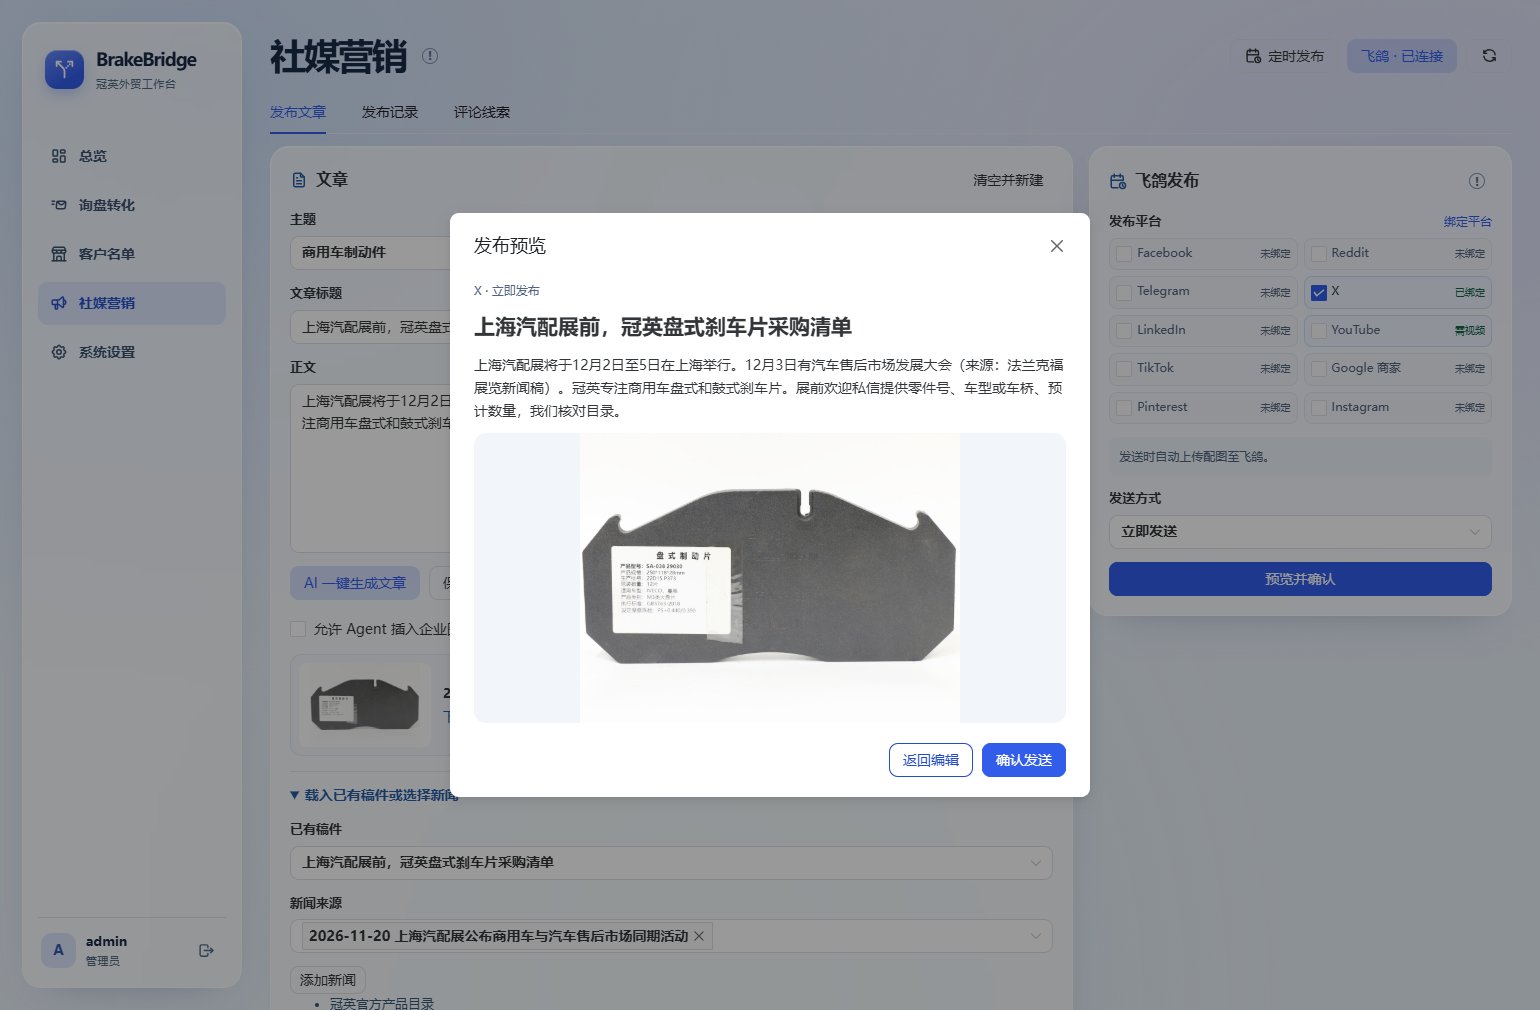 BrakeBridge
冠英外贸工作台
总览
询盘转化
客户名单
社媒营销
系统设置
A
admin
管理员
社媒营销
定时发布
飞鸽 · 已连接
发布文章
发布记录
评论线索
文章
清空并新建
主题
商用车制动件
文章标题
上海汽配展前，冠英盘式
正文
上海汽配展将于12月2日
注商用车盘式和鼓式刹车
AI 一键生成文章
允许 Agent 插入企业
载入已有稿件或选择新闻
已有稿件
上海汽配展前，冠英盘式刹车片采购清单
新闻来源
2026-11-20 上海汽配展公布商用车与汽车售后市场同期活动
添加新闻
冠英官方产品目录
发布预览
X · 立即发布
上海汽配展前，冠英盘式刹车片采购清单
上海汽配展将于12月2日至5日在上海举行。12月3日有汽车售后市场发展大会（来源：法兰克福
展览新闻稿）。冠英专注商用车盘式和鼓式刹车片。展前欢迎私信提供零件号、车型或车桥、预
计数量，我们核对目录。
盘式制动片
产品型号：SA-036 29030
返回编辑
确认发送
飞鸽发布
发布平台
绑定平台
Facebook 未绑定
Reddit 未绑定
Telegram 未绑定
X 已绑定
LinkedIn 未绑定
YouTube 需视频
TikTok 未绑定
Google 商家 未绑定
Pinterest 未绑定
Instagram 未绑定
发送时自动上传配图至飞鸽。
发送方式
立即发送
预览并确认